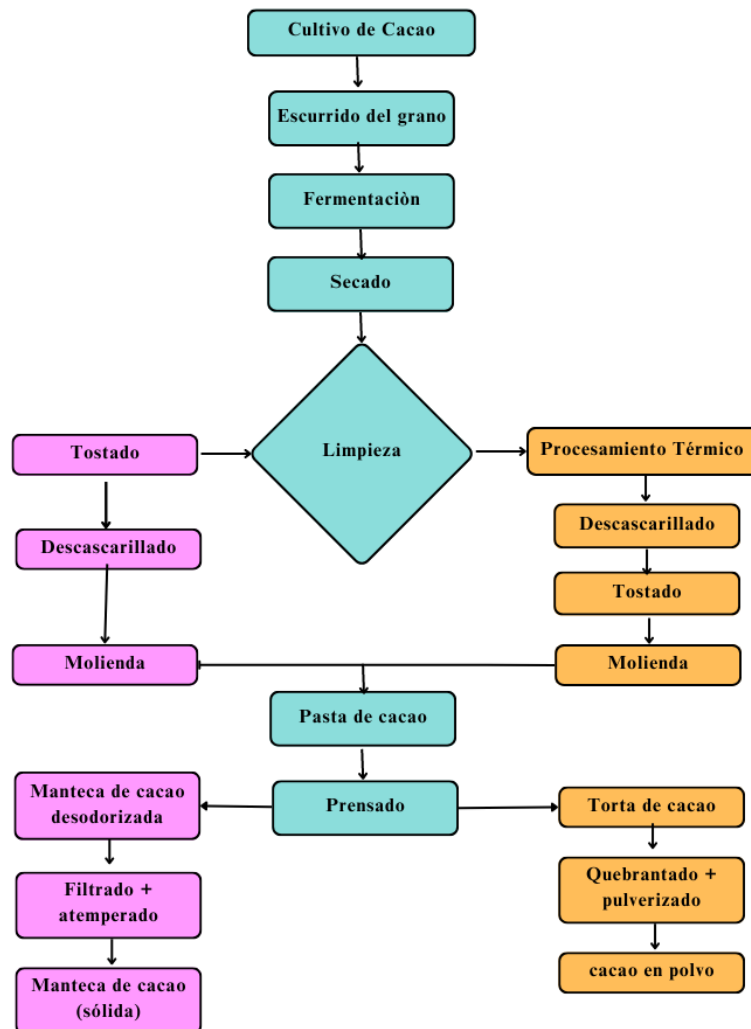 Cultivo de Cacao
Escurrido del grano
Fermentaciòn
Secado
Limpieza
Tostado
Descascarillado
Molienda
Procesamiento Térmico
Descascarillado
Tostado
Molienda
Pasta de cacao
Prensado
Manteca de cacao
desodorizada
Filtrado +
atemperado
Manteca de cacao
(sólida)
Torta de cacao
Quebrantado +
pulverizado
cacao en polvo